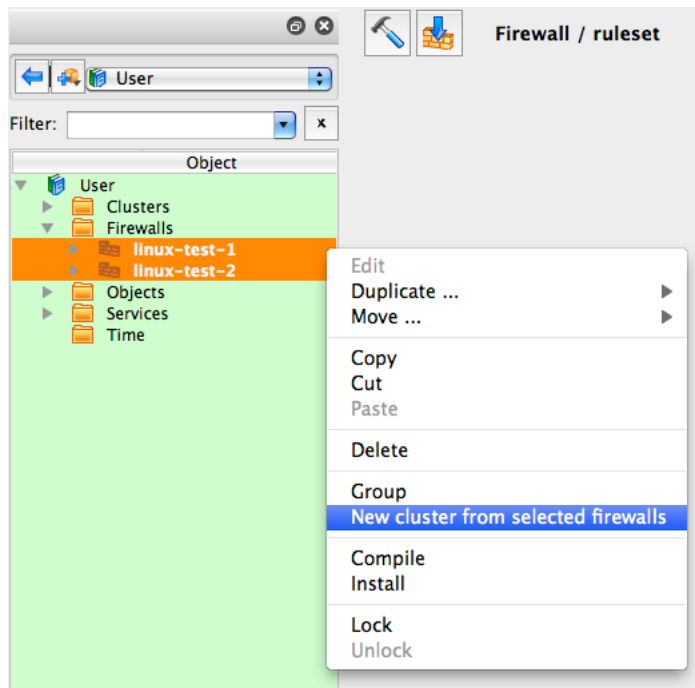 Firewall / ruleset
User
Filter:
x
Object
User
Clusters
Firewalls
linux-test-1
linux-test-2
Objects
Services
Time
Edit
Duplicate ...
Move ...
Copy
Cut
Paste
Delete
Group
New cluster from selected firewalls
Compile
Install
Lock
Unlock